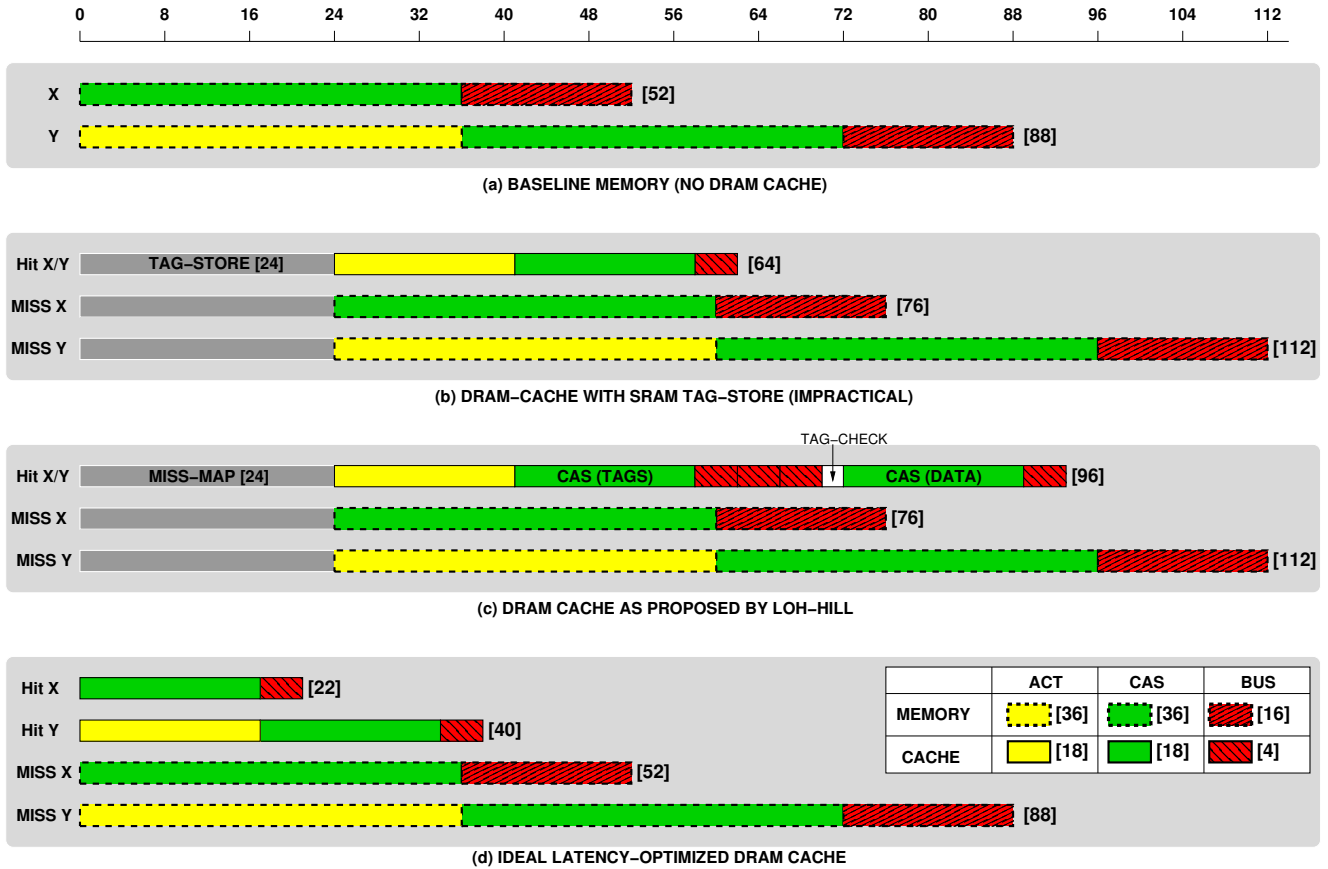 0 8 16 24 32 40 48 56 64 72 80 88 96 104 112
X [52]
Y [88]
(a) BASELINE MEMORY (NO DRAM CACHE)
Hit X/Y TAG–STORE [24] [64]
MISS X [76]
MISS Y [112]
(b) DRAM–CACHE WITH SRAM TAG–STORE (IMPRACTICAL)
TAG–CHECK
Hit X/Y MISS–MAP [24] CAS (TAGS) CAS (DATA) [96]
MISS X [76]
MISS Y [112]
(c) DRAM CACHE AS PROPOSED BY LOH–HILL
Hit X [22]
Hit Y [40]
MISS X [52]
MISS Y [88]
ACT CAS BUS
MEMORY [36] [36] [16]
CACHE [18] [18] [4]
(d) IDEAL LATENCY–OPTIMIZED DRAM CACHE